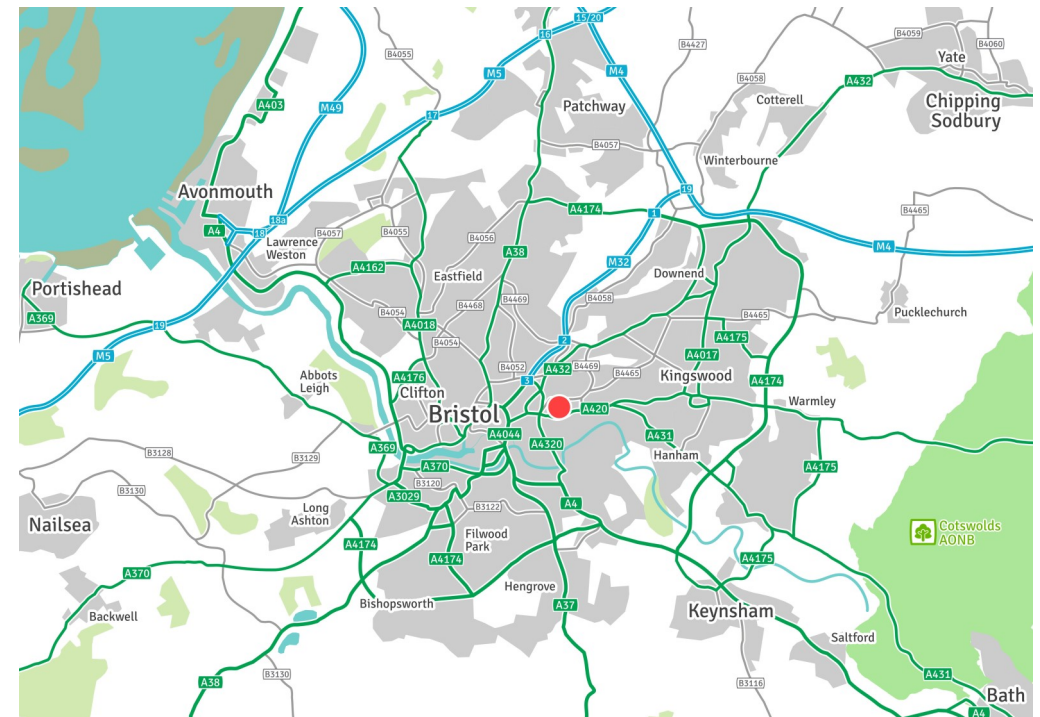 15/20
B4059
B4060
B4427
16
Yate
B4055
M5
M4
B4058
A432
Chipping
Sodbury
Cotterell
A403
M49
Patchway
17
B4057
Winterbourne
Avonmouth
19
A4174
1
B4465
18a
A4
18
B4057
B4055
Lawrence
Weston
B4056
A38
M4
M32
A4162
Eastfield
Downend
Portishead
B4058
B4468
B4469
Pucklechurch
A369
B4054
B4465
19
A4018
A4175
B4054
2
M5
A4017
B4052
A432
B4469
B4465
Kingswood
Abbots
Leigh
A4176
3
A4174
Clifton
Bristol
A420
Warmley
A4044
A4320
A431
A369
B3128
B3129
Hanham
A370
A4175
B3130
B3120
A3029
A4
Long
Ashton
B3122
Nailsea
Cotswolds
AONB
Filwood
Park
A4174
A4174
A4175
A370
Hengrove
Bishopsworth
A37
Keynsham
Backwell
Saltford
B3130
A431
A38
B3116
Bath
A4